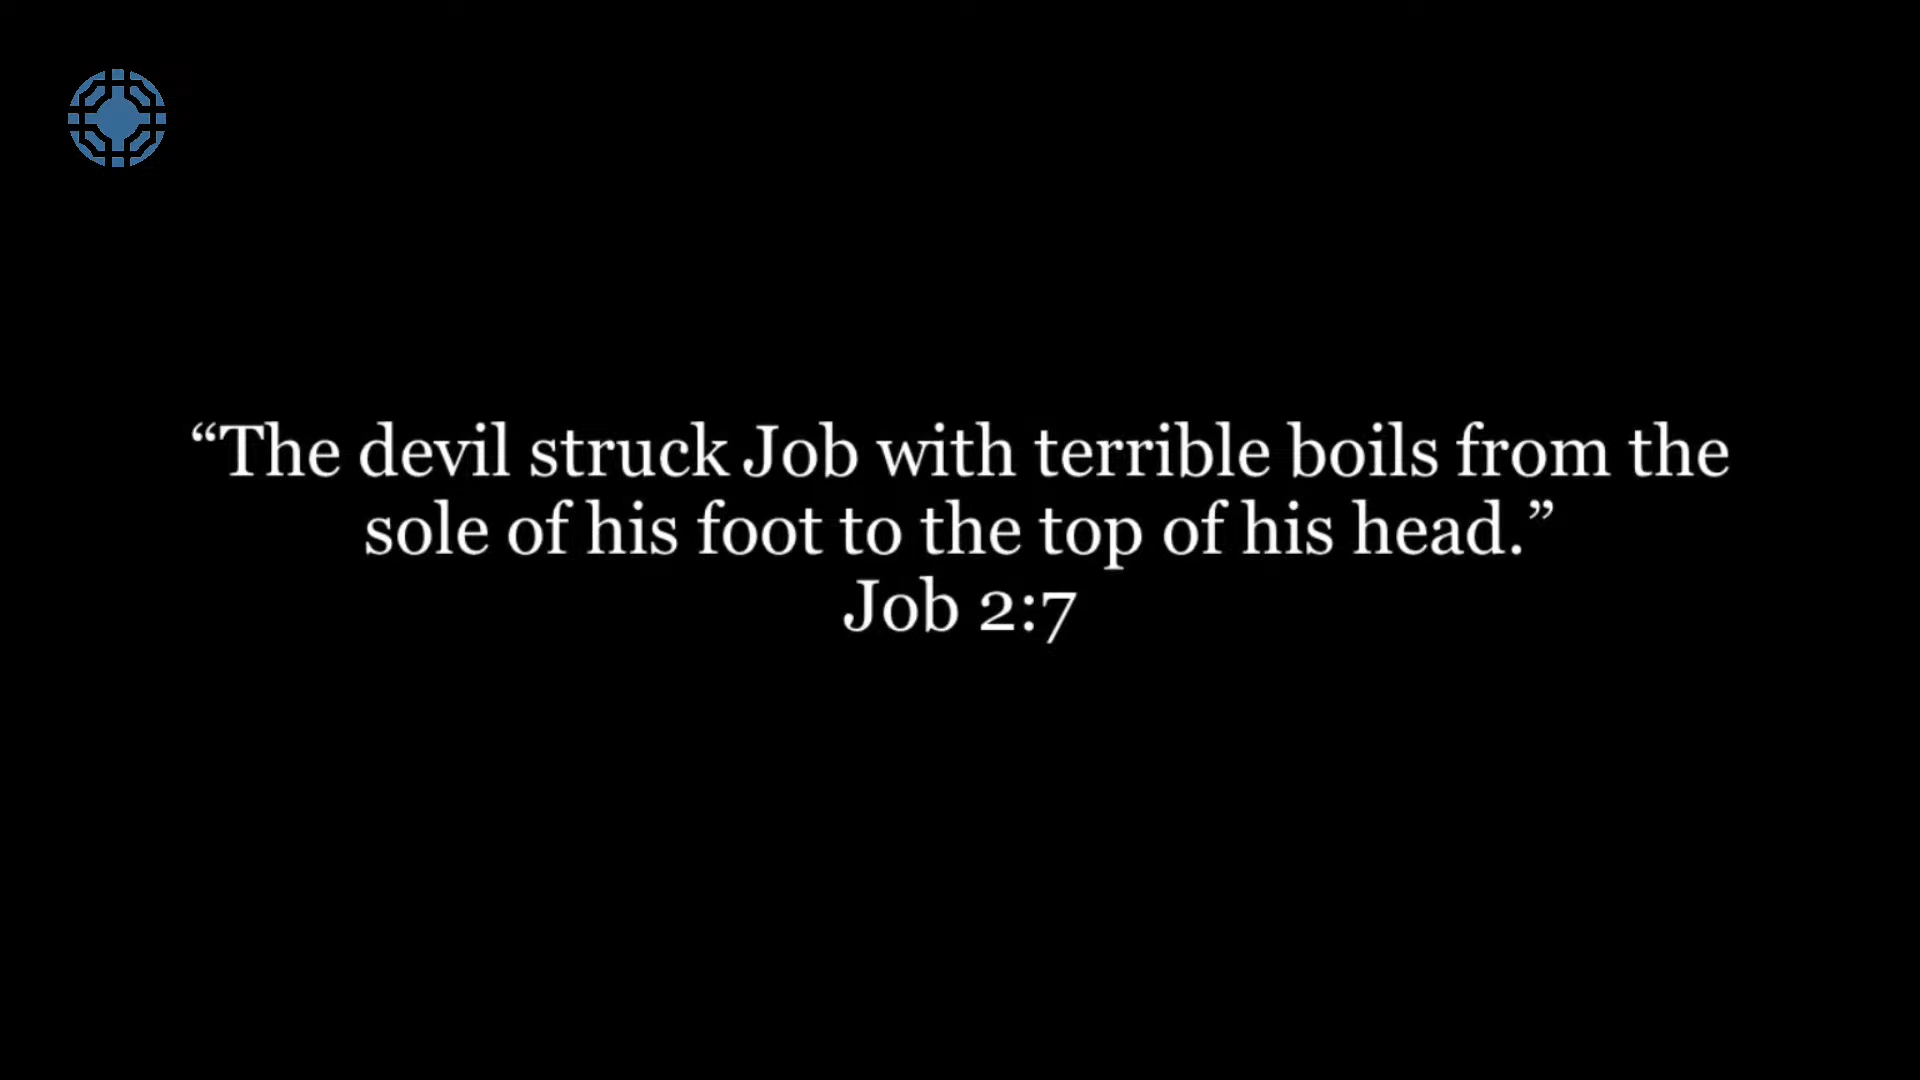 “The devil struck Job with terrible boils from the
sole of his foot to the top of his head.”
Job 2:7